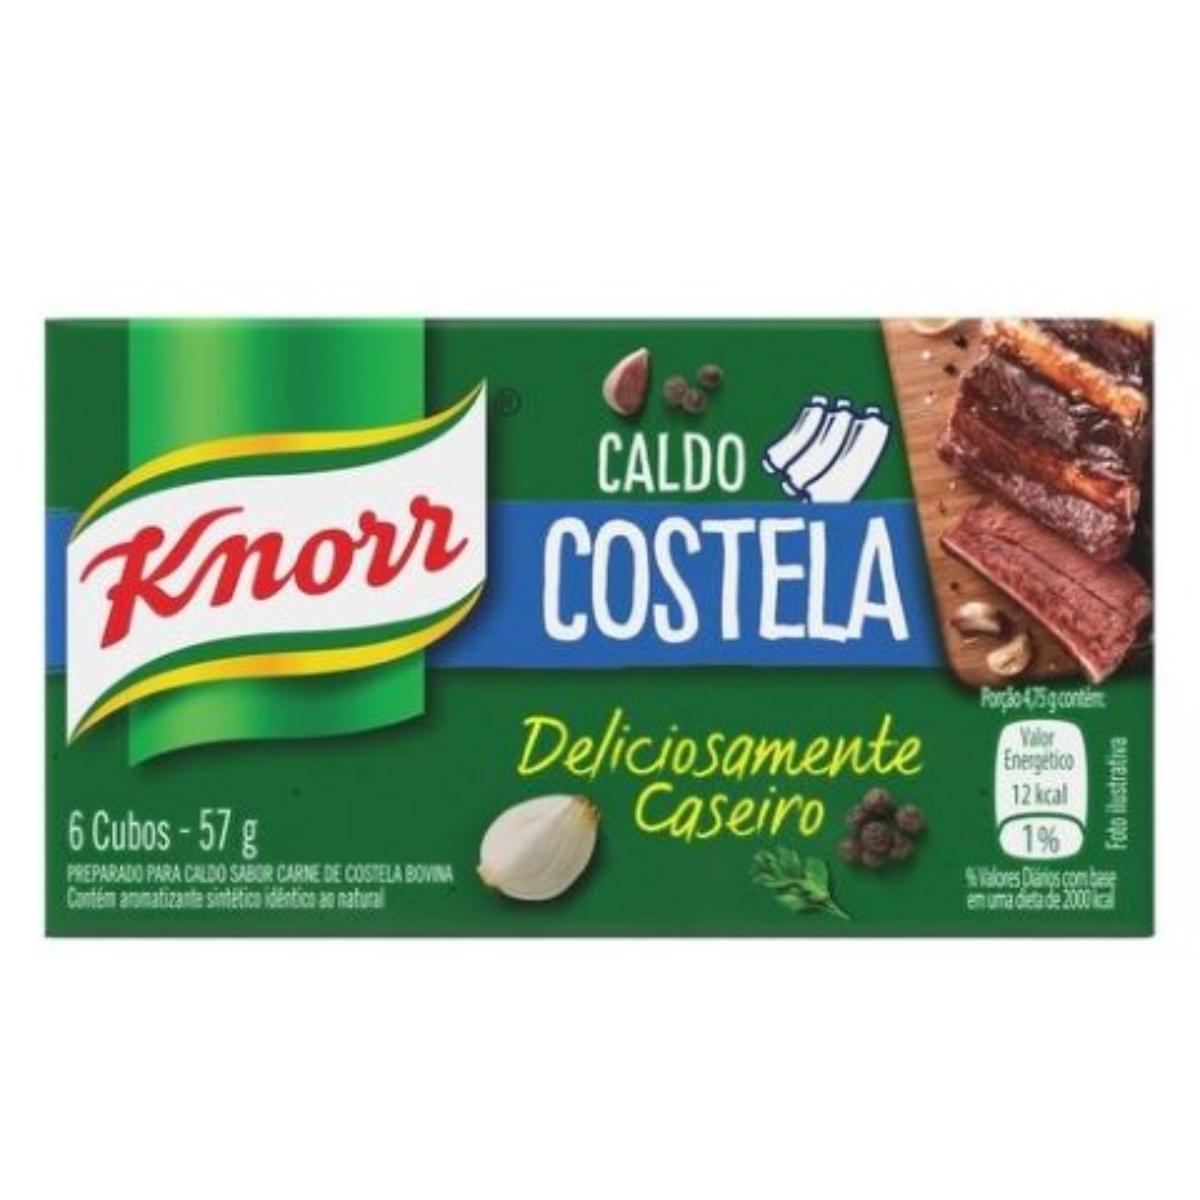 Knorr
®
CALDO
COSTELA
Deliciosamente
Caseiro
6 Cubos - 57 g
PREPARADO PARA CALDO SABOR CARNE DE COSTELA BOVINA
Contém aromatizante sintético idêntico ao natural
Porção 4,75 g contém:
Valor
Energético
12 kcal
1%
% Valores Diários com base
em uma dieta de 2000 kcal
Foto ilustrativa